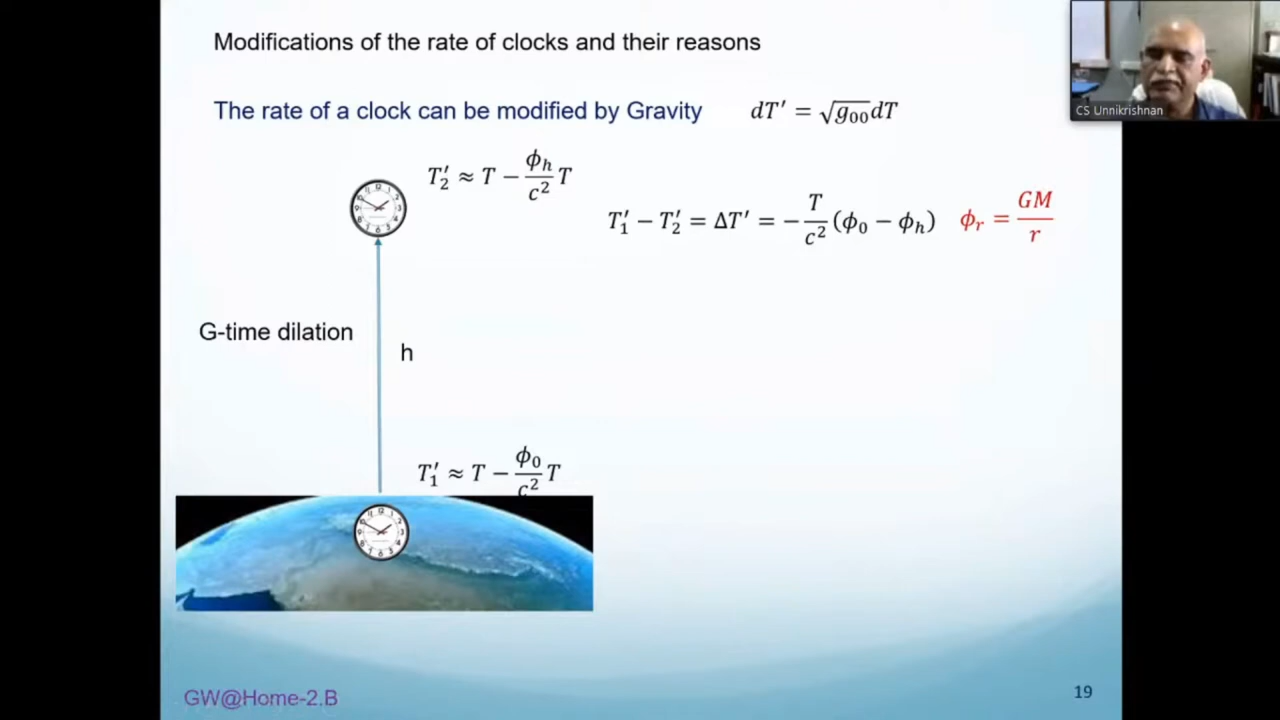 Modifications of the rate of clocks and their reasons
CS Unnikrishnan
The rate of a clock can be modified by Gravity dT′ = √g₀₀dT
T′₂ ≈ T − ϕₕ/c² T
T′₁ − T′₂ = ΔT′ = − T/c² (ϕ₀ − ϕₕ) ϕᵣ = GM/r
G-time dilation
h
T′₁ ≈ T − ϕ₀/c² T
GW@Home-2.B
19